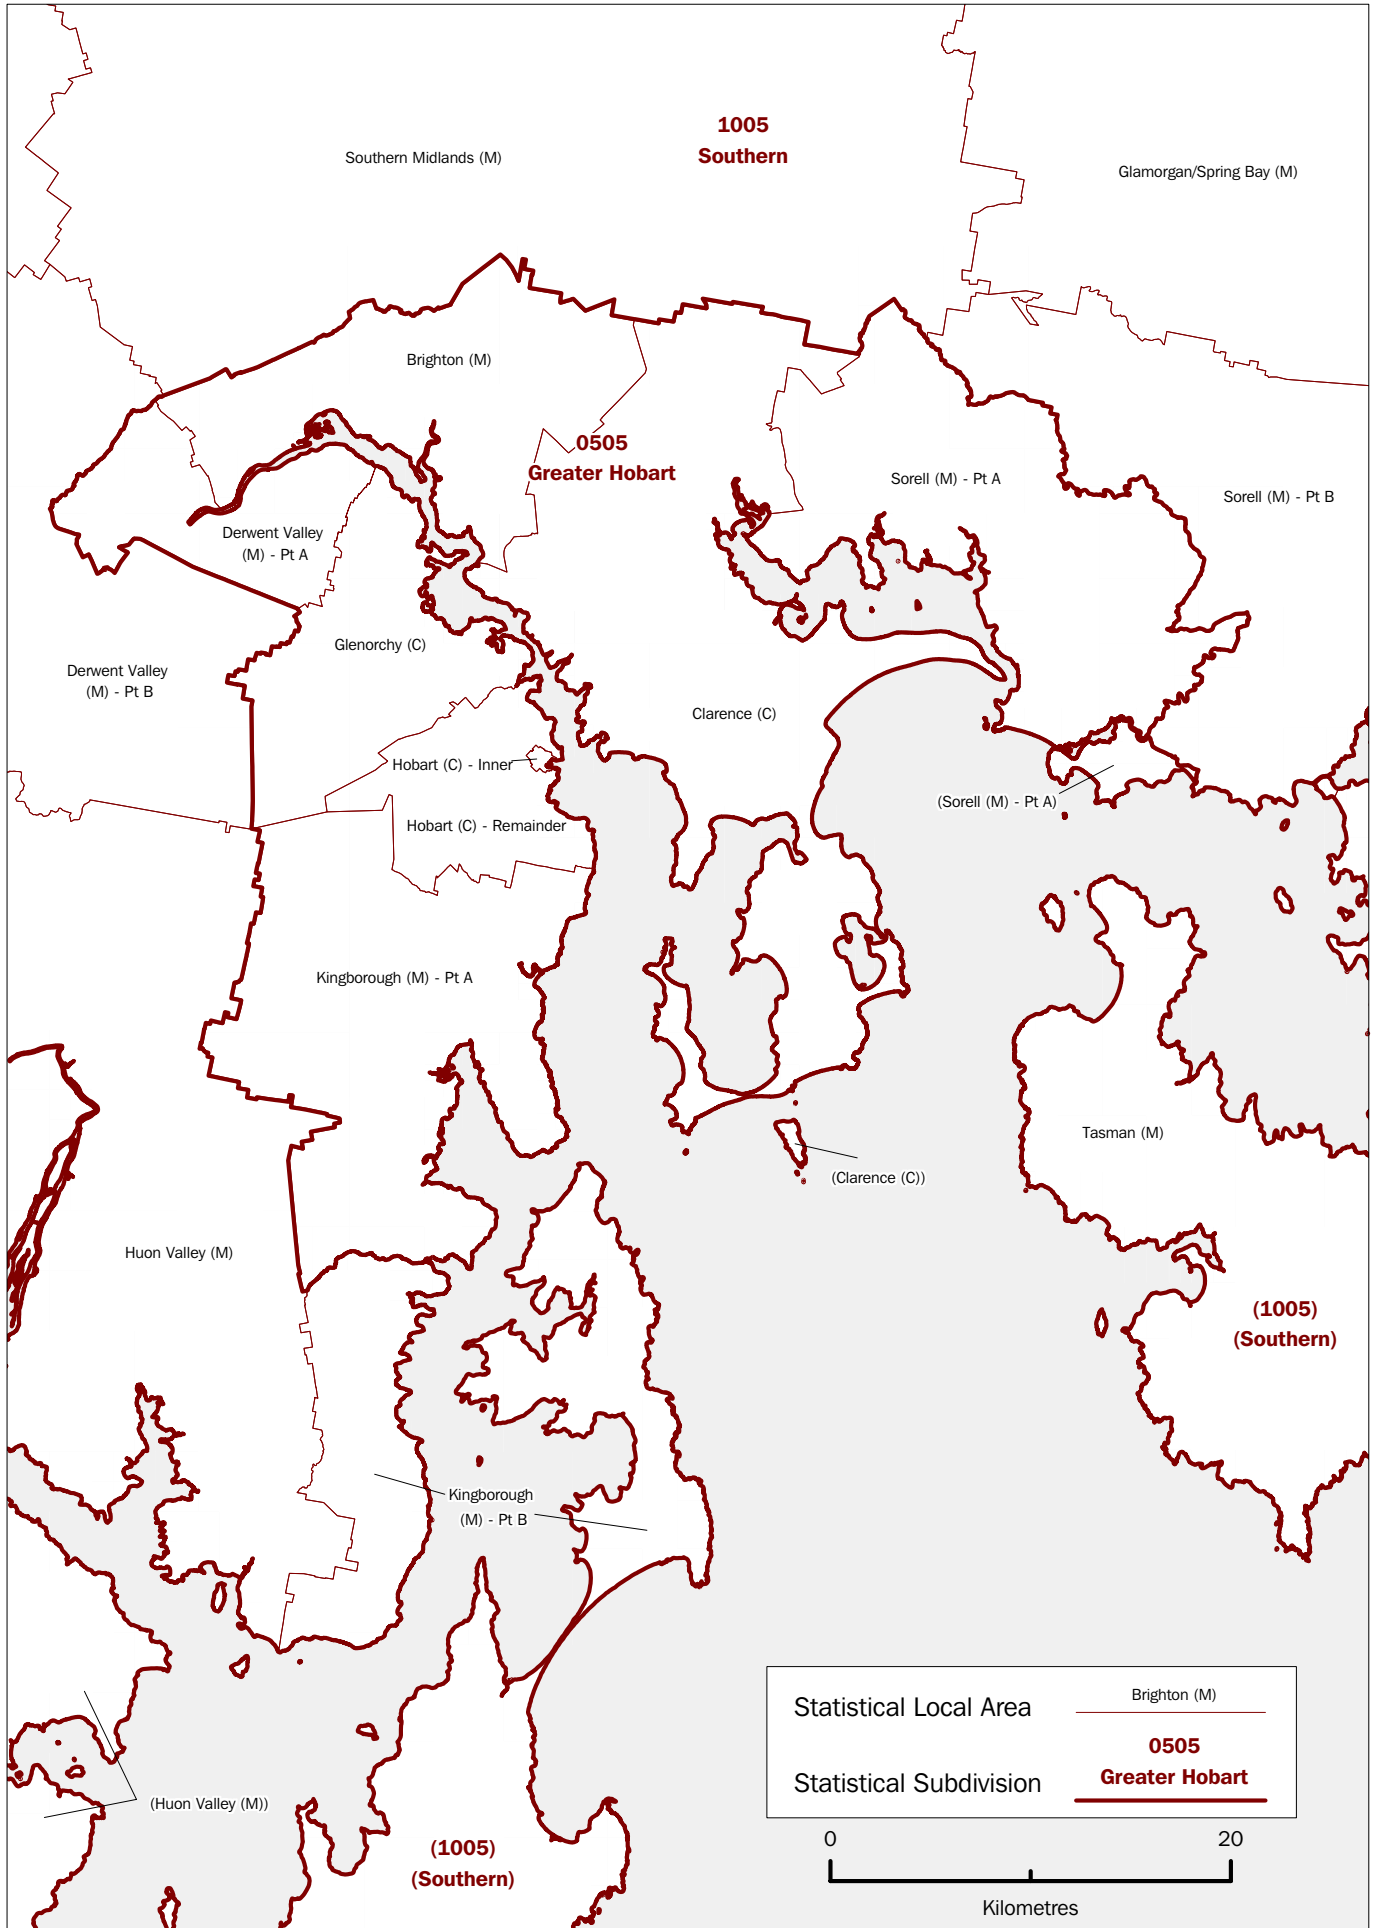 1005
Southern
Southern Midlands (M)
Glamorgan/Spring Bay (M)
Brighton (M)
0505
Greater Hobart
Sorell (M) - Pt A
Sorell (M) - Pt B
Derwent Valley
(M) - Pt A
Glenorchy (C)
Derwent Valley
(M) - Pt B
Clarence (C)
Hobart (C) - Inner
(Sorell (M) - Pt A)
Hobart (C) - Remainder
Kingborough (M) - Pt A
Tasman (M)
(Clarence (C))
Huon Valley (M)
(1005)
(Southern)
Kingborough
(M) - Pt B
Statistical Local Area
Brighton (M)
0505
Greater Hobart
Statistical Subdivision
(Huon Valley (M))
(1005)
(Southern)
0
20
Kilometres